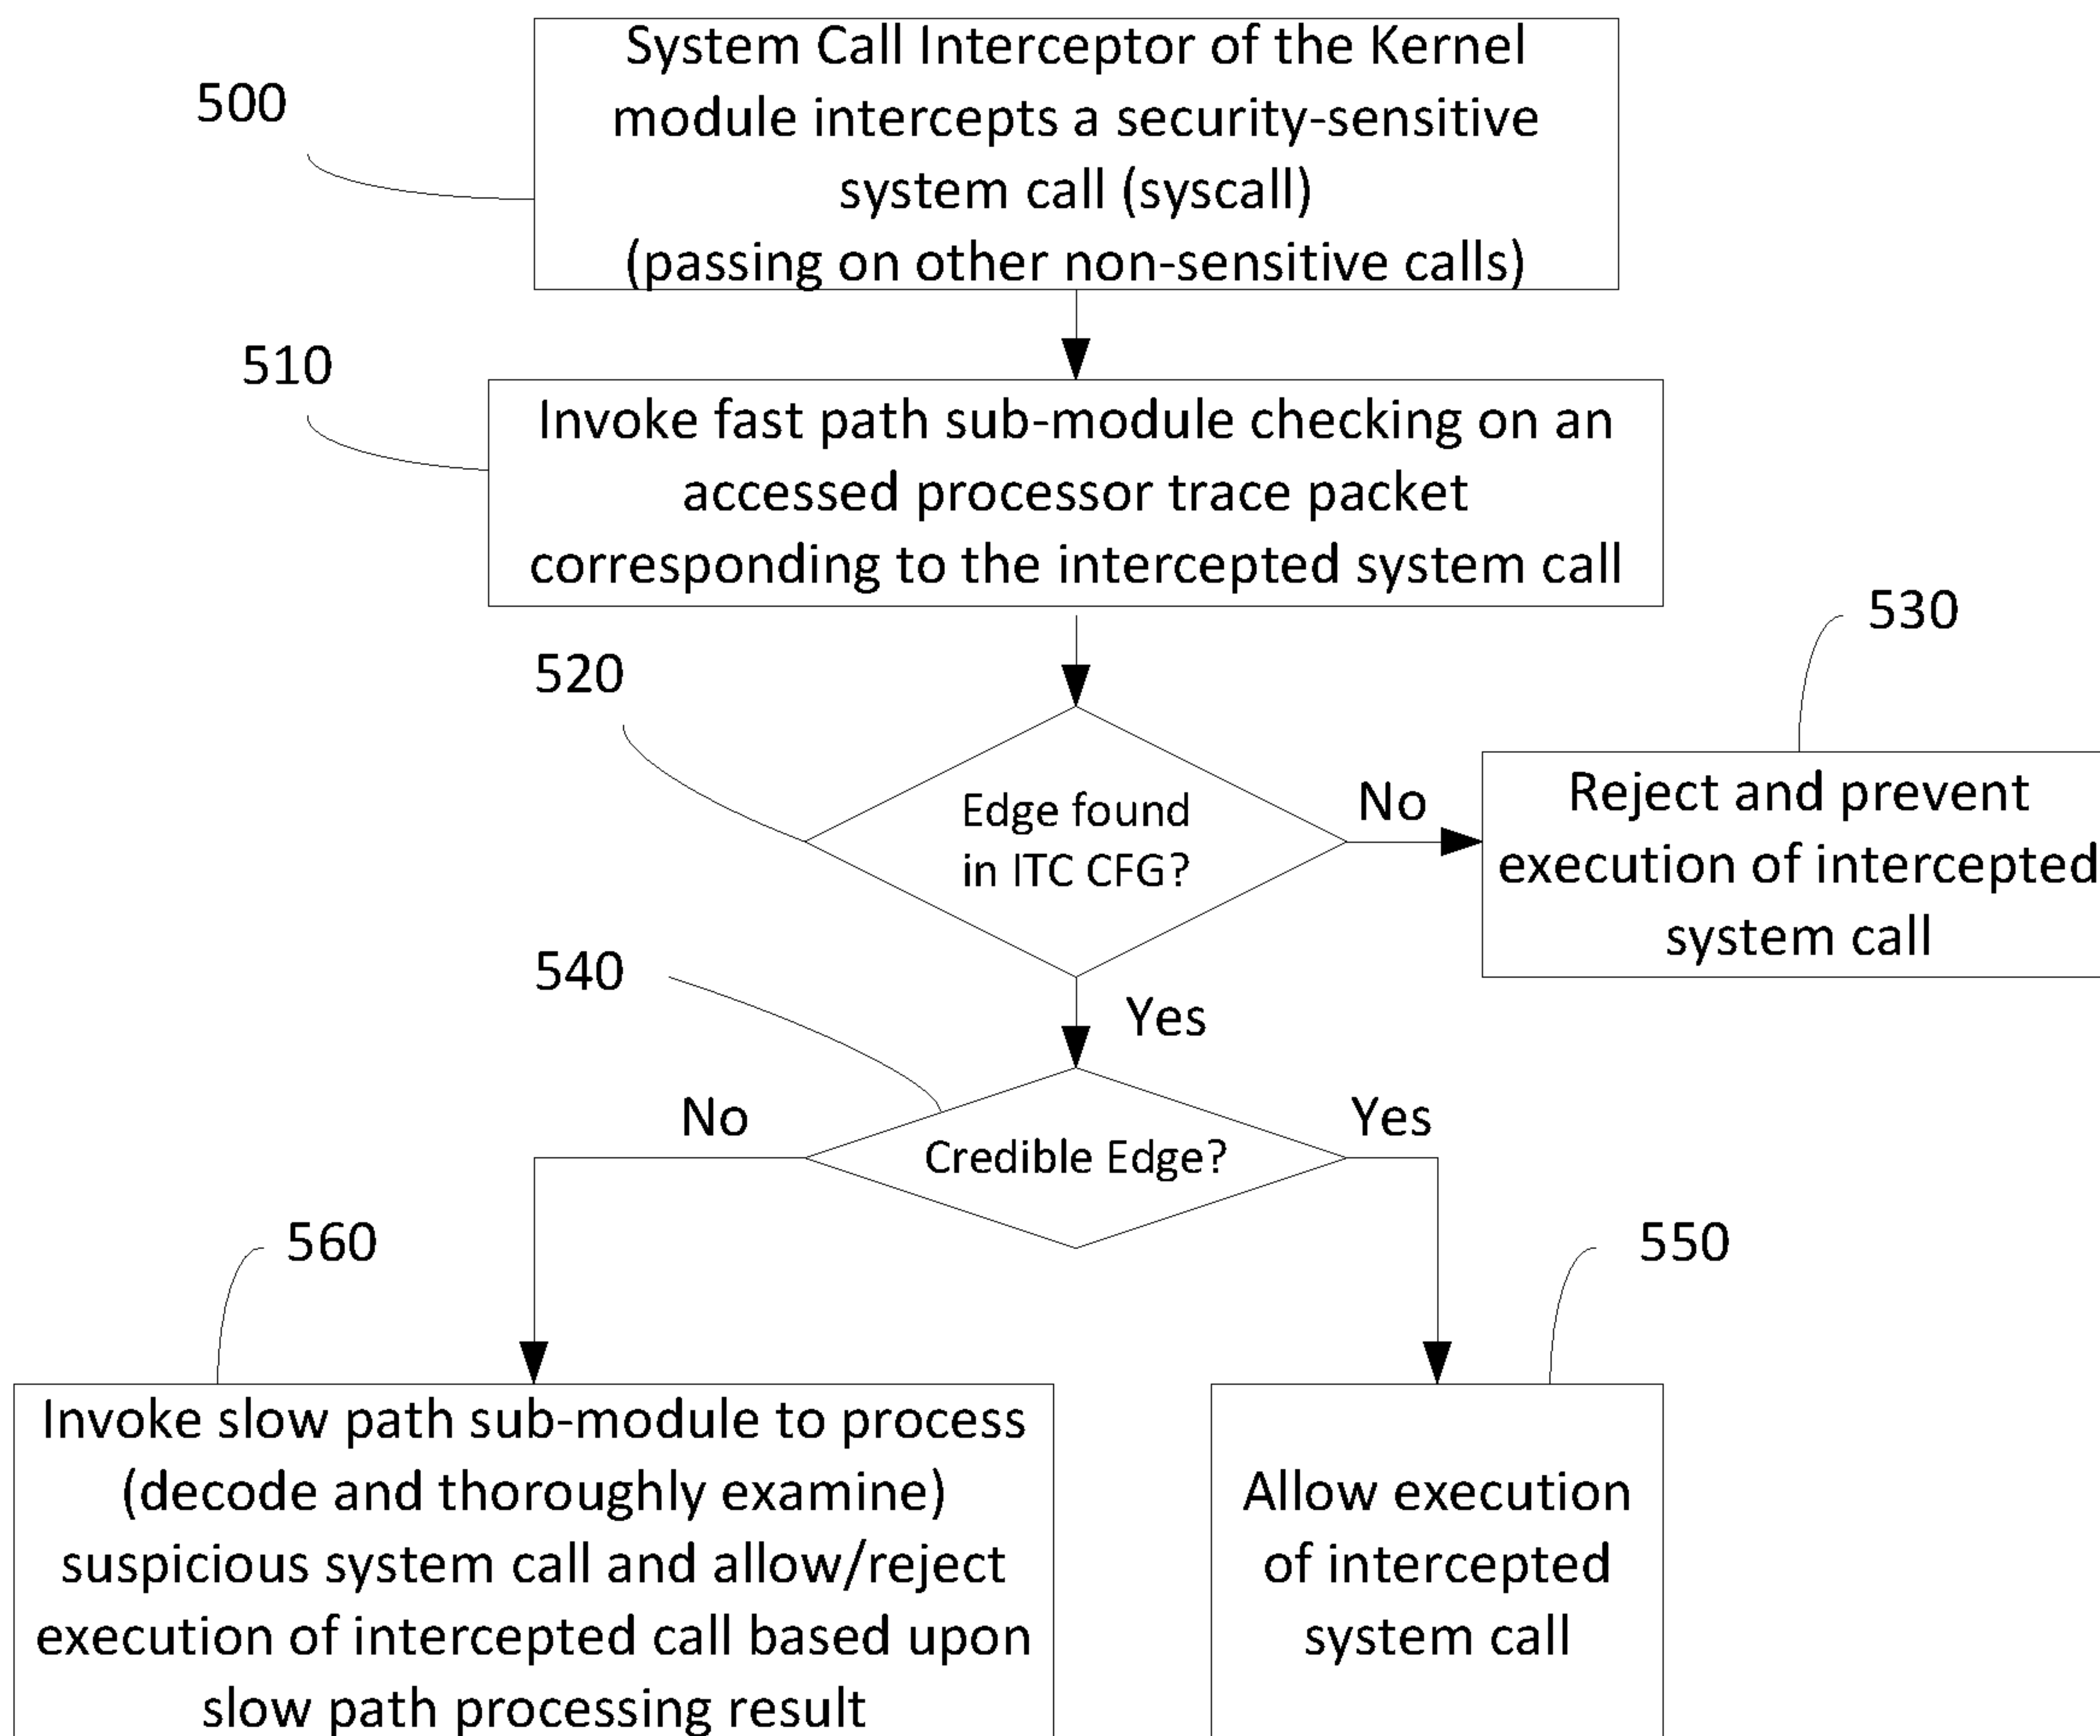 500
System Call Interceptor of the Kernel
module intercepts a security-sensitive
system call (syscall)
(passing on other non-sensitive calls)
510
Invoke fast path sub-module checking on an
accessed processor trace packet
corresponding to the intercepted system call
520
Edge found
in ITC CFG?
No
530
Reject and prevent
execution of intercepted
system call
Yes
540
Credible Edge?
No
Yes
560
Invoke slow path sub-module to process
(decode and thoroughly examine)
suspicious system call and allow/reject
execution of intercepted call based upon
slow path processing result
550
Allow execution
of intercepted
system call